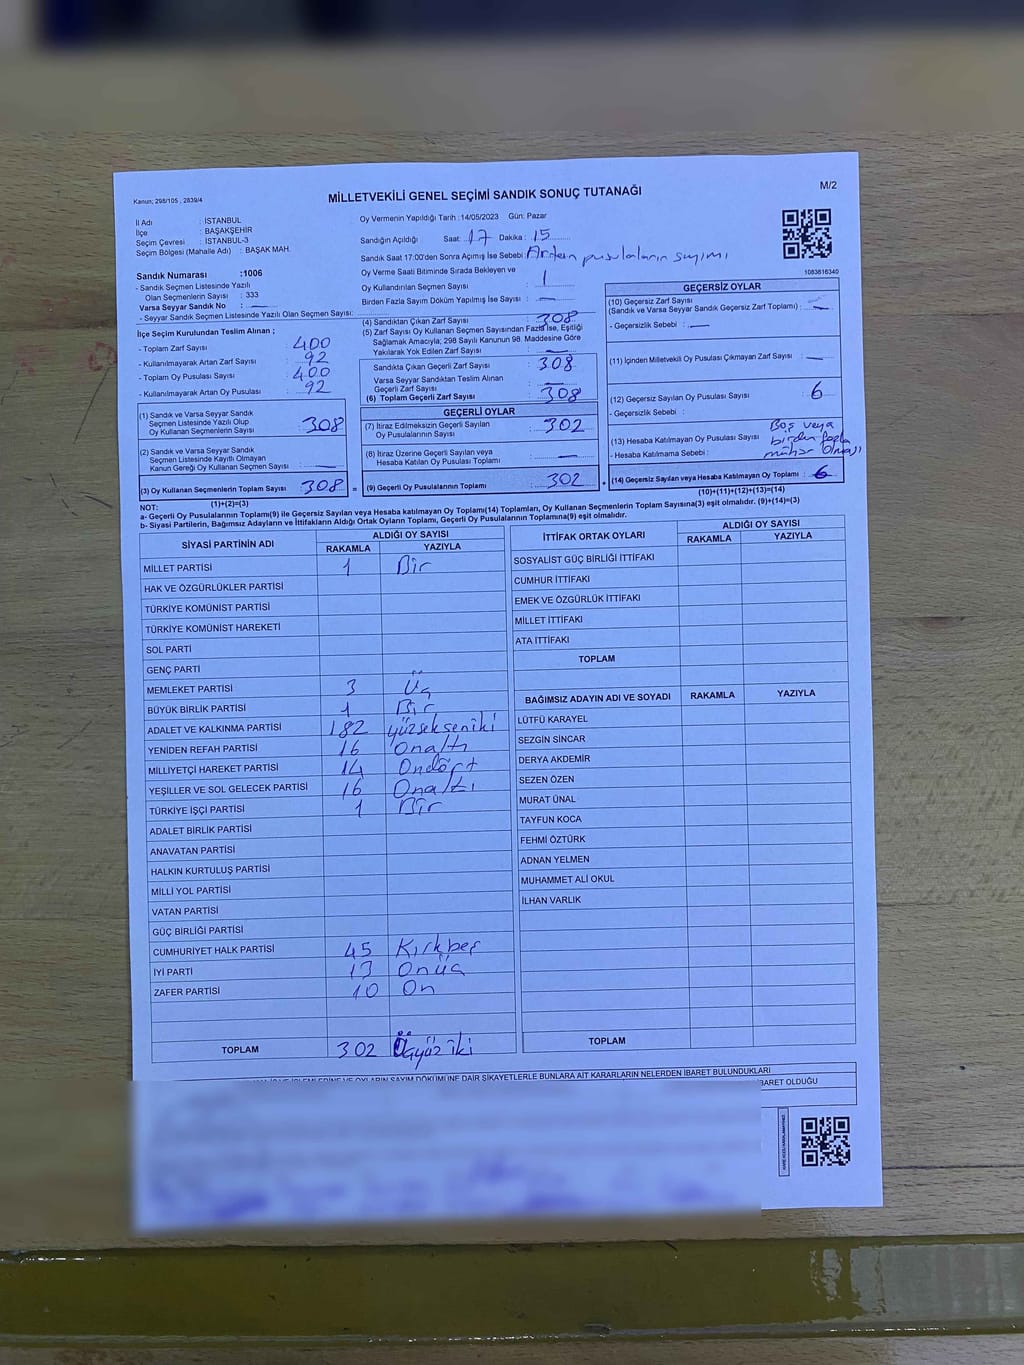 Kanun; 298/105 , 2839/4
MİLLETVEKİLİ GENEL SEÇİMİ SANDIK SONUÇ TUTANAĞI
M/2
İl Adı : İSTANBUL
İlçe : BAŞAKŞEHİR
Seçim Çevresi : İSTANBUL-3
Seçim Bölgesi (Mahalle Adı) : BAŞAK MAH.
Sandık Numarası :1006
- Sandık Seçmen Listesinde Yazılı
Olan Seçmenlerin Sayısı : 333
Varsa Seyyar Sandık No : —
- Seyyar Sandık Seçmen Listesinde Yazılı Olan Seçmen Sayısı:
Oy Vermenin Yapıldığı Tarih :14/05/2023 Gün: Pazar
Sandığın Açıldığı Saat: 17 Dakika : 15
Sandık Saat 17:00'den Sonra Açımış İse Sebebi: Artan pusulaların sayımı
Oy Verme Saati Bitiminde Sırada Bekleyen ve
Oy Kullandırılan Seçmen Sayısı : 1
Birden Fazla Sayım Döküm Yapılmış İse Sayısı : —
1083616340
İlçe Seçim Kurulundan Teslim Alınan ;
- Toplam Zarf Sayısı : 400
- Kullanılmayarak Artan Zarf Sayısı : 92
- Toplam Oy Pusulası Sayısı : 400
- Kullanılmayarak Artan Oy Pusulası : 92
(1) Sandık ve Varsa Seyyar Sandık
Seçmen Listesinde Yazılı Olup
Oy Kullanan Seçmenlerin Sayısı : 308
(2) Sandık ve Varsa Seyyar Sandık
Seçmen Listesinde Kayıtlı Olmayan
Kanun Gereği Oy Kullanan Seçmen Sayısı : —
(3) Oy Kullanan Seçmenlerin Toplam Sayısı : 308 =
(1)+(2)=(3)
(4) Sandıktan Çıkan Zarf Sayısı : 308
(5) Zarf Sayısı Oy Kullanan Seçmen Sayısından Fazla İse, Eşitliği
Sağlamak Amacıyla; 298 Sayılı Kanunun 98. Maddesine Göre
Yakılarak Yok Edilen Zarf Sayısı : —
Sandıkta Çıkan Geçerli Zarf Sayısı : 308
Varsa Seyyar Sandıktan Teslim Alınan
Geçerli Zarf Sayısı : —
(6) Toplam Geçerli Zarf Sayısı : 308
GEÇERLİ OYLAR
(7) İtiraz Edilmeksizin Geçerli Sayılan
Oy Pusulalarının Sayısı : 302
(8) İtiraz Üzerine Geçerli Sayılan veya
Hesaba Katılan Oy Pusulası Toplamı : —
(9) Geçerli Oy Pusulalarının Toplamı : 302 +
GEÇERSİZ OYLAR
(10) Geçersiz Zarf Sayısı
(Sandık ve Varsa Seyyar Sandık Geçersiz Zarf Toplamı) : —
- Geçersizlik Sebebi : —
(11) İçinden Milletvekili Oy Pusulası Çıkmayan Zarf Sayısı : —
(12) Geçersiz Sayılan Oy Pusulası Sayısı : 6
- Geçersizlik Sebebi :
(13) Hesaba Katılmayan Oy Pusulası Sayısı :
- Hesaba Katılmama Sebebi :
Boş veya
birden fazla
mühür olması
(14) Geçersiz Sayılan veya Hesaba Katılmayan Oy Toplamı : 6
(10)+(11)+(12)+(13)=(14)
NOT:
a- Geçerli Oy Pusulalarının Toplamı(9) ile Geçersiz Sayılan veya Hesaba katılmayan Oy Toplamı(14) Toplamları, Oy Kullanan Seçmenlerin Toplam Sayısına(3) eşit olmalıdır. (9)+(14)=(3)
b- Siyasi Partilerin, Bağımsız Adayların ve İttifakların Aldığı Ortak Oyların Toplamı, Geçerli Oy Pusulalarının Toplamına(9) eşit olmalıdır.
SİYASİ PARTİNİN ADI
ALDIĞI OY SAYISI
RAKAMLA YAZIYLA
MİLLET PARTİSİ 1 Bir
HAK VE ÖZGÜRLÜKLER PARTİSİ
TÜRKİYE KOMÜNİST PARTİSİ
TÜRKİYE KOMÜNİST HAREKETİ
SOL PARTİ
GENÇ PARTİ
MEMLEKET PARTİSİ 3 Üç
BÜYÜK BİRLİK PARTİSİ 1 Bir
ADALET VE KALKINMA PARTİSİ 182 yüzsekseniki
YENİDEN REFAH PARTİSİ 16 Onaltı
MİLLİYETÇİ HAREKET PARTİSİ 14 Ondört
YEŞİLLER VE SOL GELECEK PARTİSİ 16 Onaltı
TÜRKİYE İŞÇİ PARTİSİ 1 Bir
ADALET BİRLİK PARTİSİ
ANAVATAN PARTİSİ
HALKIN KURTULUŞ PARTİSİ
MİLLİ YOL PARTİSİ
VATAN PARTİSİ
GÜÇ BİRLİĞİ PARTİSİ
CUMHURİYET HALK PARTİSİ 45 Kırkbeş
İYİ PARTİ 13 Onüç
ZAFER PARTİSİ 10 On
TOPLAM 302 Üçyüz iki
İTTİFAK ORTAK OYLARI
ALDIĞI OY SAYISI
RAKAMLA YAZIYLA
SOSYALİST GÜÇ BİRLİĞİ İTTİFAKI
CUMHUR İTTİFAKI
EMEK VE ÖZGÜRLÜK İTTİFAKI
MİLLET İTTİFAKI
ATA İTTİFAKI
TOPLAM
BAĞIMSIZ ADAYIN ADI VE SOYADI RAKAMLA YAZIYLA
LÜTFÜ KARAYEL
SEZGİN SİNCAR
DERYA AKDEMİR
SEZEN ÖZEN
MURAT ÜNAL
TAYFUN KOCA
FEHMİ ÖZTÜRK
ADNAN YELMEN
MUHAMMET ALİ OKUL
İLHAN VARLIK
TOPLAM
OYLARIN SAYIM DÖKÜMÜNE DAİR ŞİKAYETLERLE BUNLARA AİT KARARLARIN NELERDEN İBARET BULUNDUKLARI
İBARET OLDUĞU